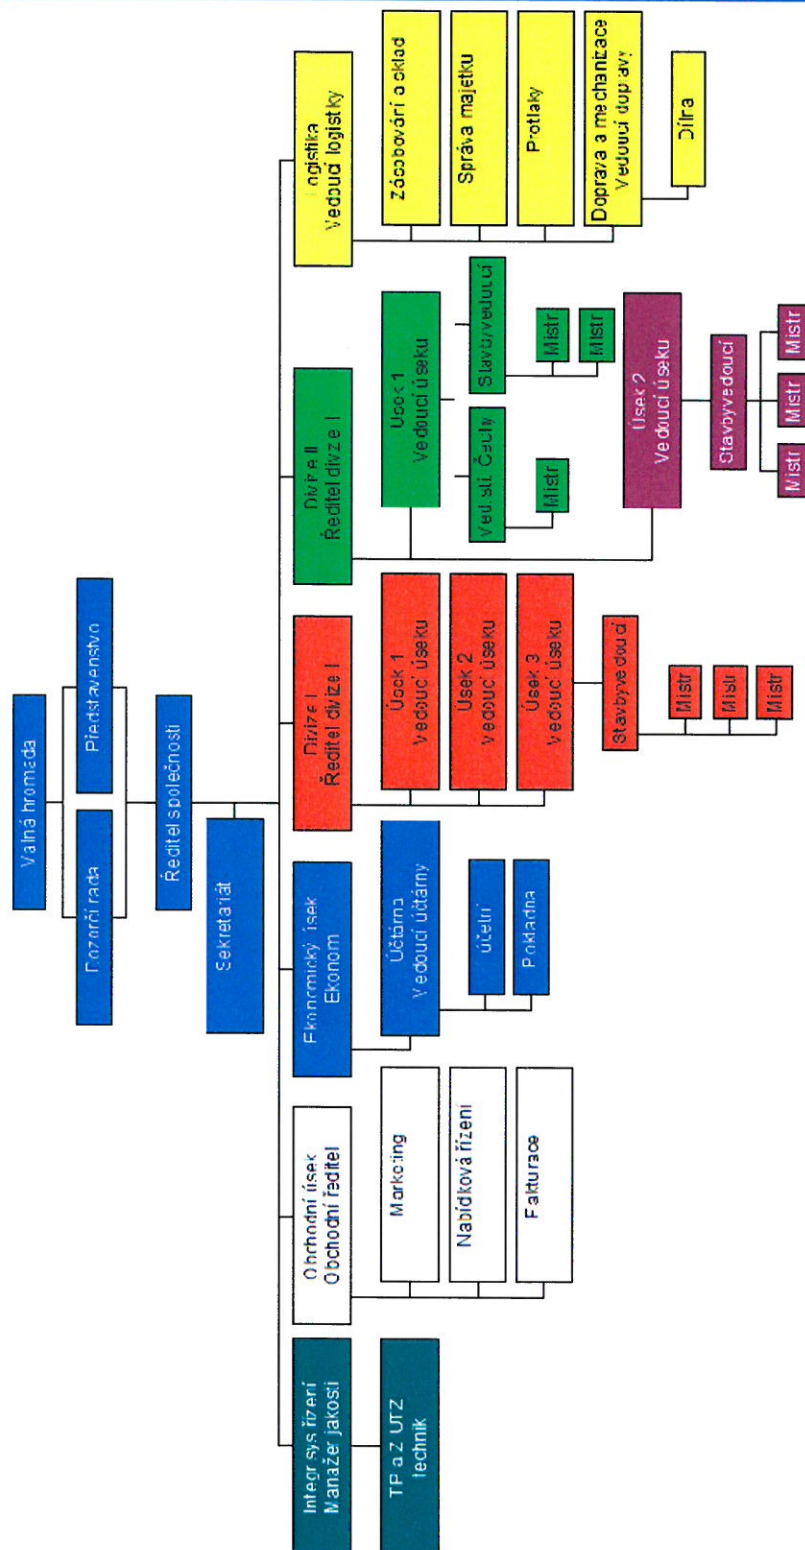 Valná hromada
Dozorčí rada
Představenstvo
Ředitel společnosti
Sekretariát
Integr sys řízení
Manažer jakosti
TP a Z UTZ
technik
Obchodní úsek
Obchodní ředitel
Marketing
Nabídková řízení
Fakturace
Ekonomický úsek
Ekonom
Účtárna
Vedoucí účtárny
účetní
Pokladna
Divize I
Ředitel divize I
Úsek 1
Vedoucí úseku
Úsek 2
Vedoucí úseku
Úsek 3
Vedoucí úseku
Stavbyvedoucí
Mistr
Mistr
Mistr
Divize II
Ředitel divize I
Úsek 1
Vedoucí úseku
Ved. stř. Čechy
Mistr
Stavbyvedoucí
Mistr
Mistr
Úsek 2
Vedoucí úseku
Stavbyvedoucí
Mistr
Mistr
Mistr
Logistika
Vedoucí logistiky
Zásobování a sklad
Správa majetku
Protlaky
Doprava a mechanizace
Vedoucí dopravy
Dílna